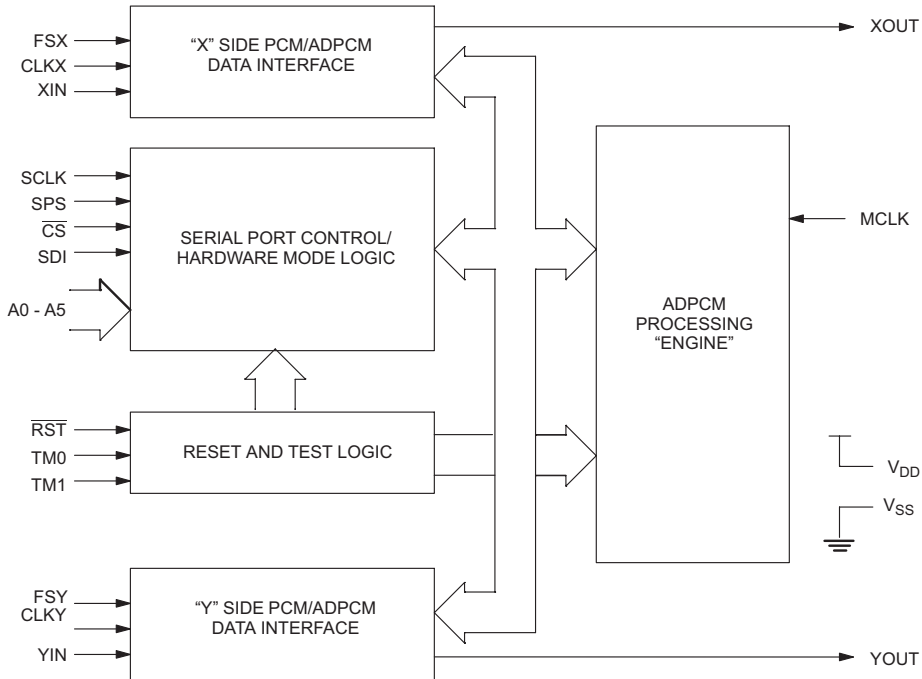 FSX
CLKX
XIN
“X” SIDE PCM/ADPCM
DATA INTERFACE
XOUT
SCLK
SPS
C̅S̅
SDI
A0 - A5
SERIAL PORT CONTROL/
HARDWARE MODE LOGIC
MCLK
ADPCM
PROCESSING
“ENGINE”
R̅S̅T̅
TM0
TM1
RESET AND TEST LOGIC
VDD
VSS
FSY
CLKY
YIN
“Y” SIDE PCM/ADPCM
DATA INTERFACE
YOUT